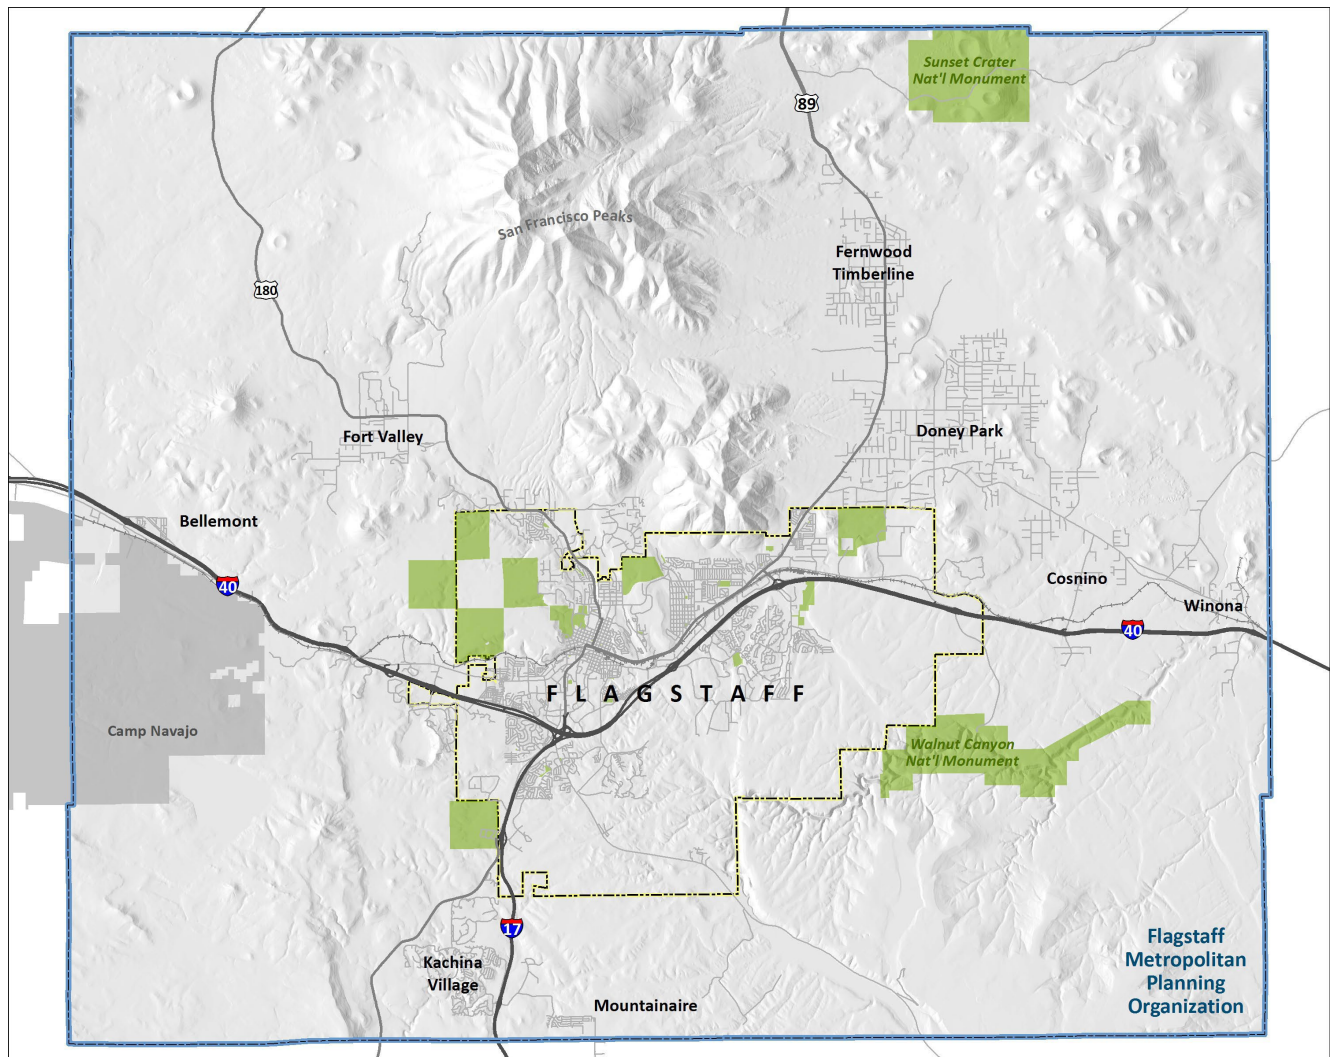 Sunset Crater
Nat'l Monument
89
San Francisco Peaks
Fernwood
Timberline
180
Fort Valley
Doney Park
Bellemont
40
Cosnino
Winona
40
FLAGSTAFF
Camp Navajo
Walnut Canyon
Nat'l Monument
17
Kachina
Village
Mountainaire
Flagstaff
Metropolitan
Planning
Organization